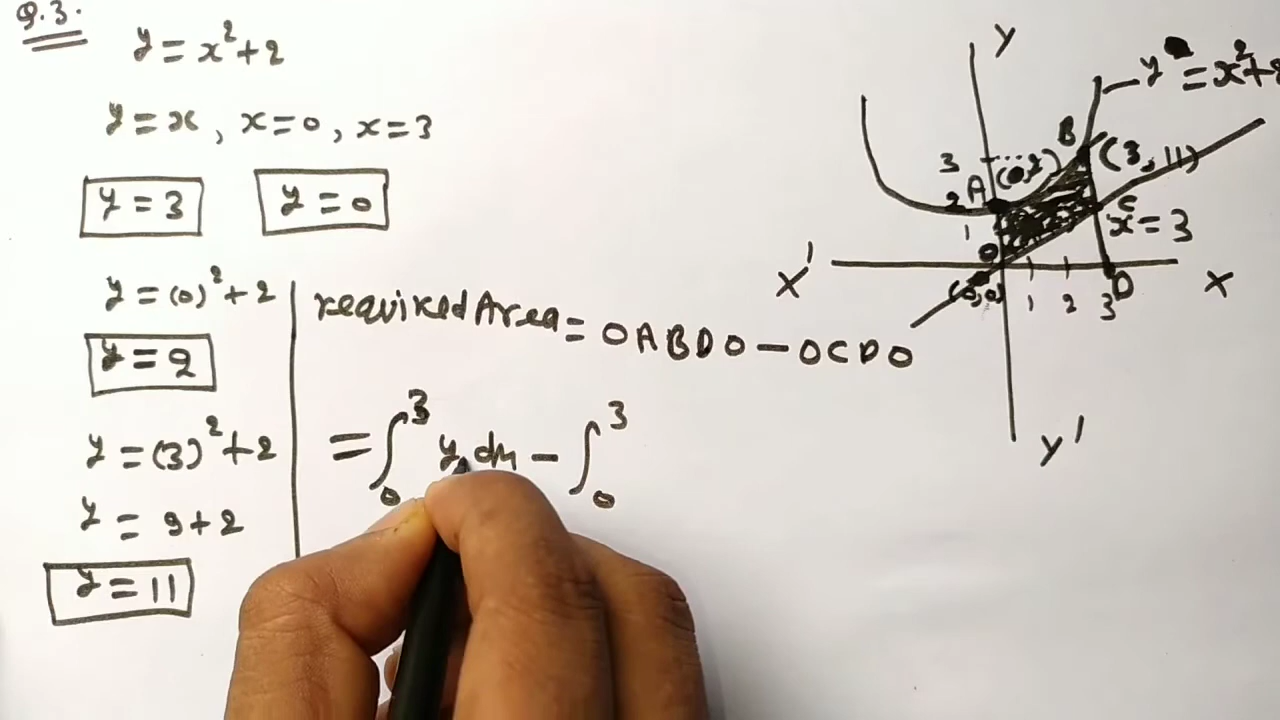 Q.3.
y = x²+2
y = x, x=0, x=3
y = 3
y = 0
y = (0)²+2
y = 2
y = (3)²+2
y = 9+2
y = 11
required Area = OABDO - OCDO
= ∫₀³ y dx - ∫₀³
Y
y = x²+2
B
(3, 11)
3
(0,2)
A
2
C
1
x=3
O
X'
(0,0)
1 2 3
D
X
Y'